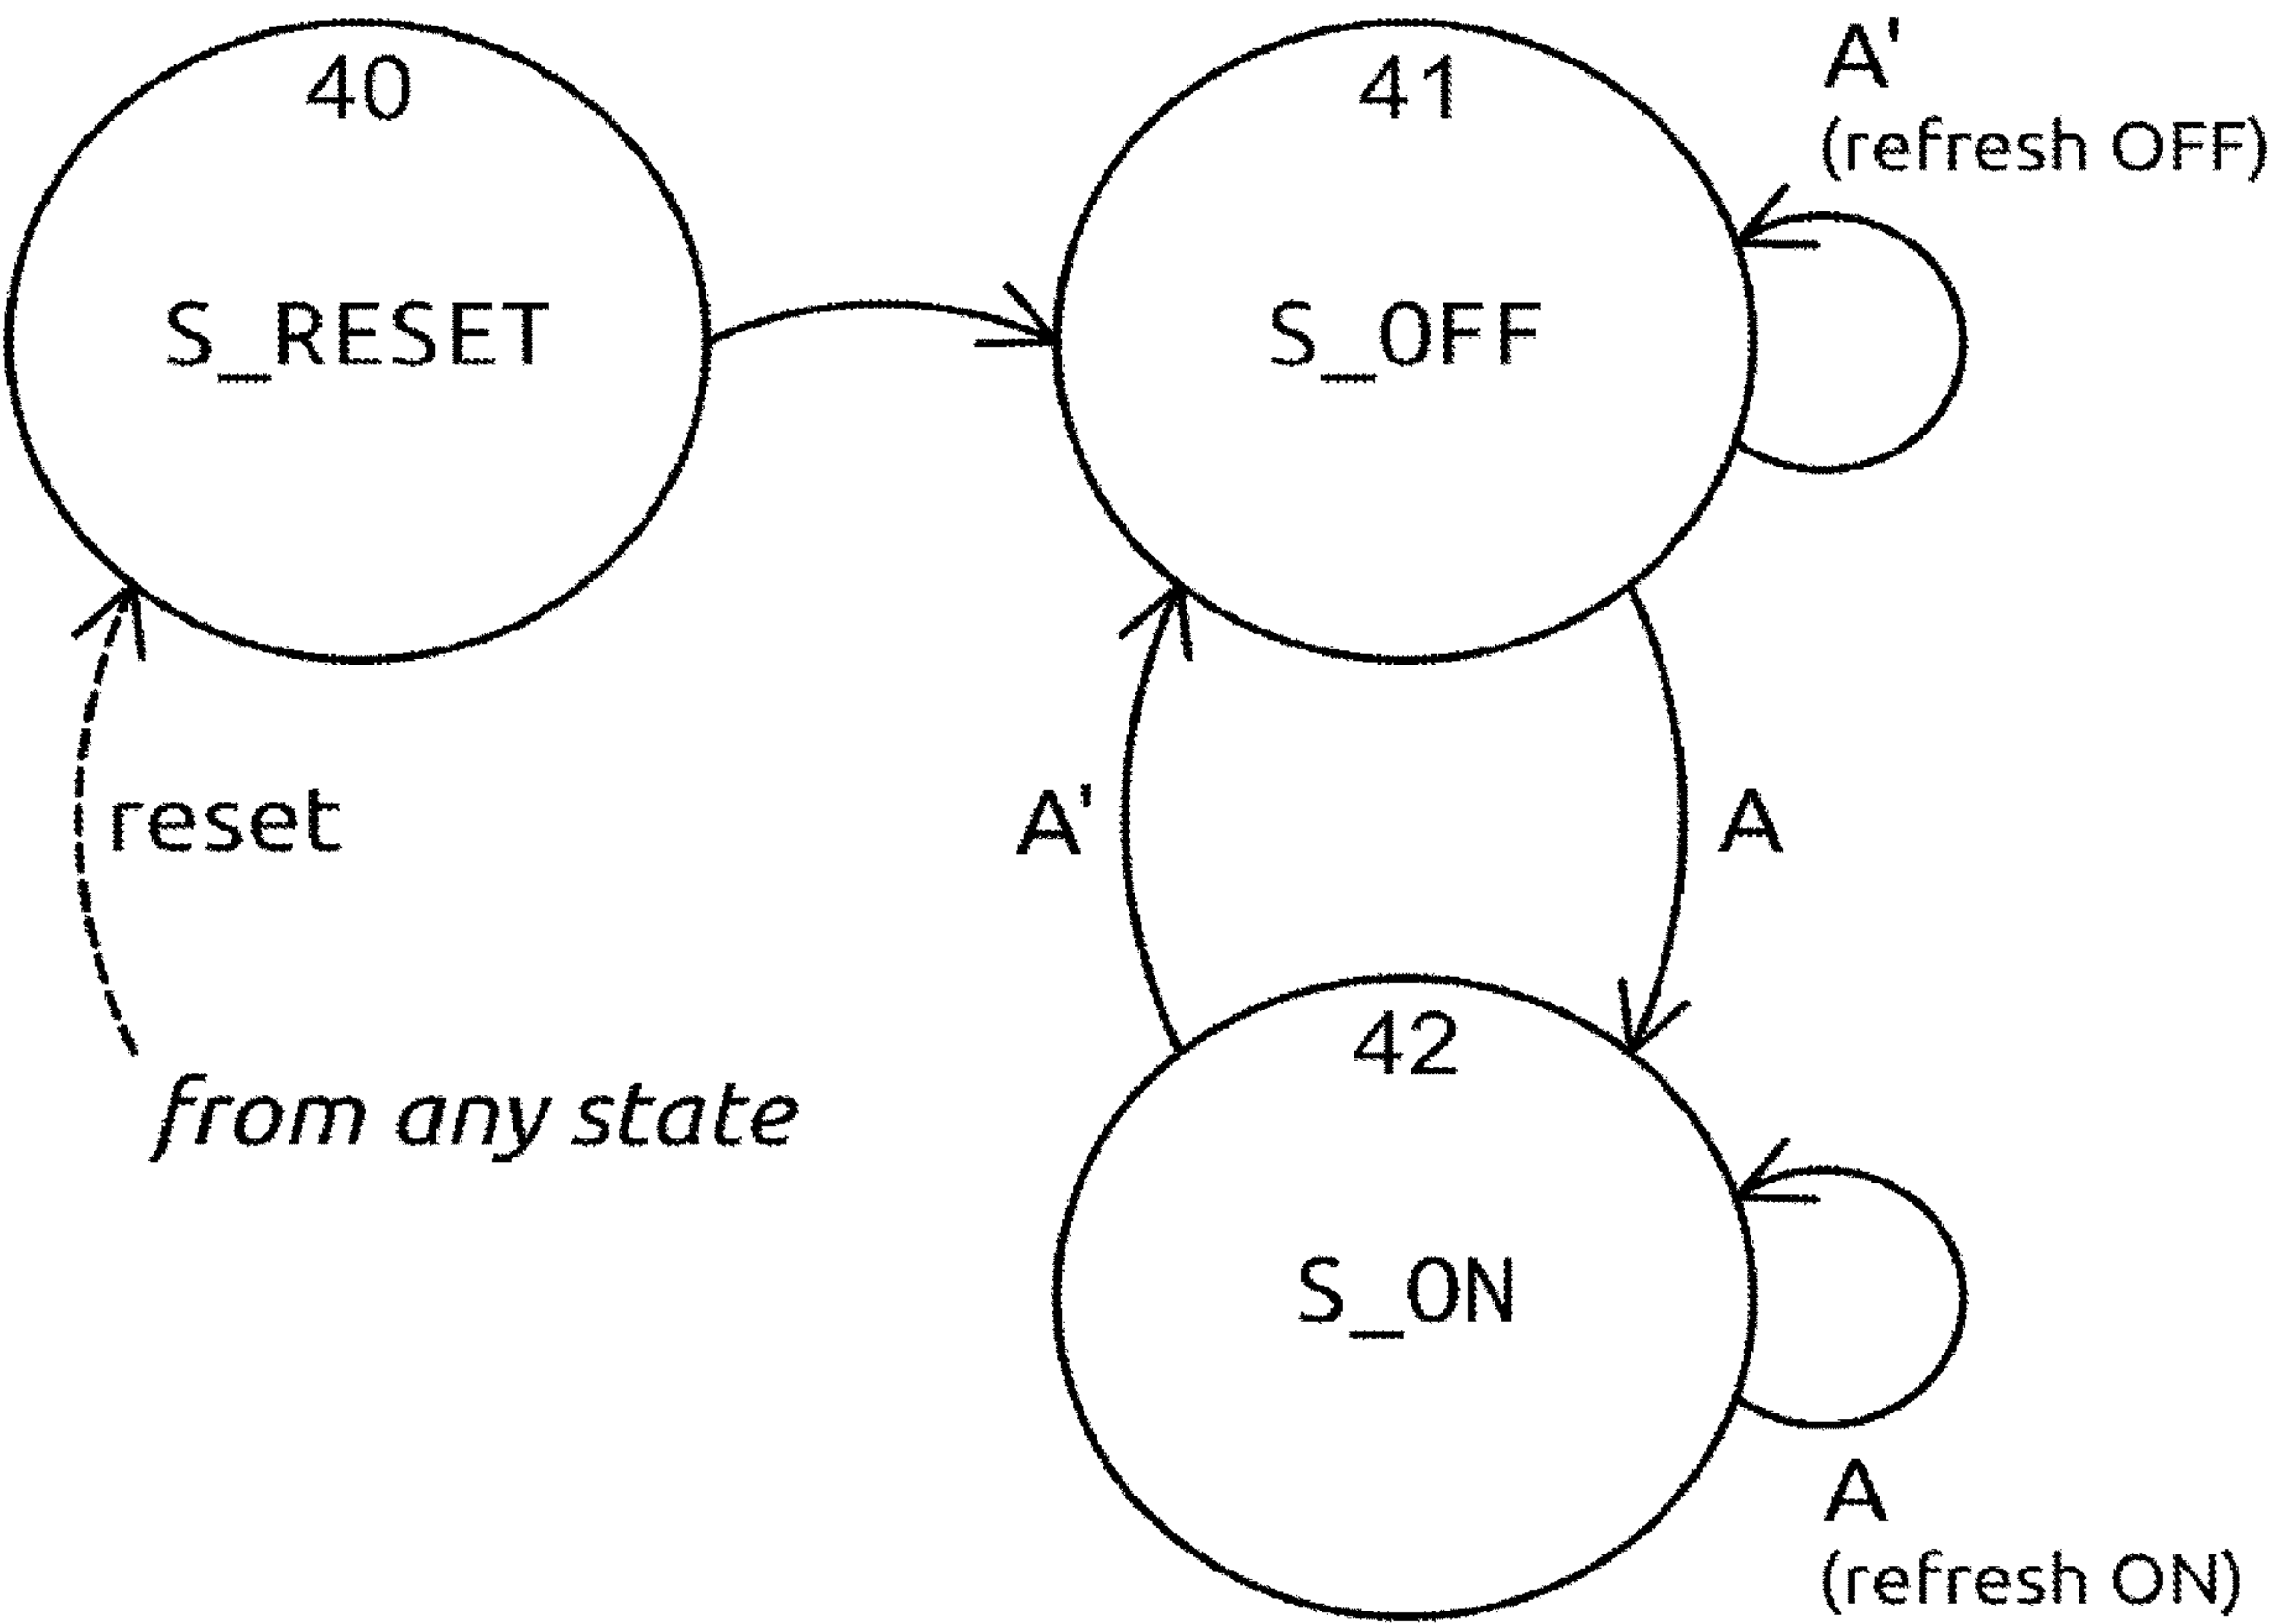 40
S_RESET
41
S_OFF
A'
(refresh OFF)
reset
from any state
A'
A
42
S_ON
A
(refresh ON)